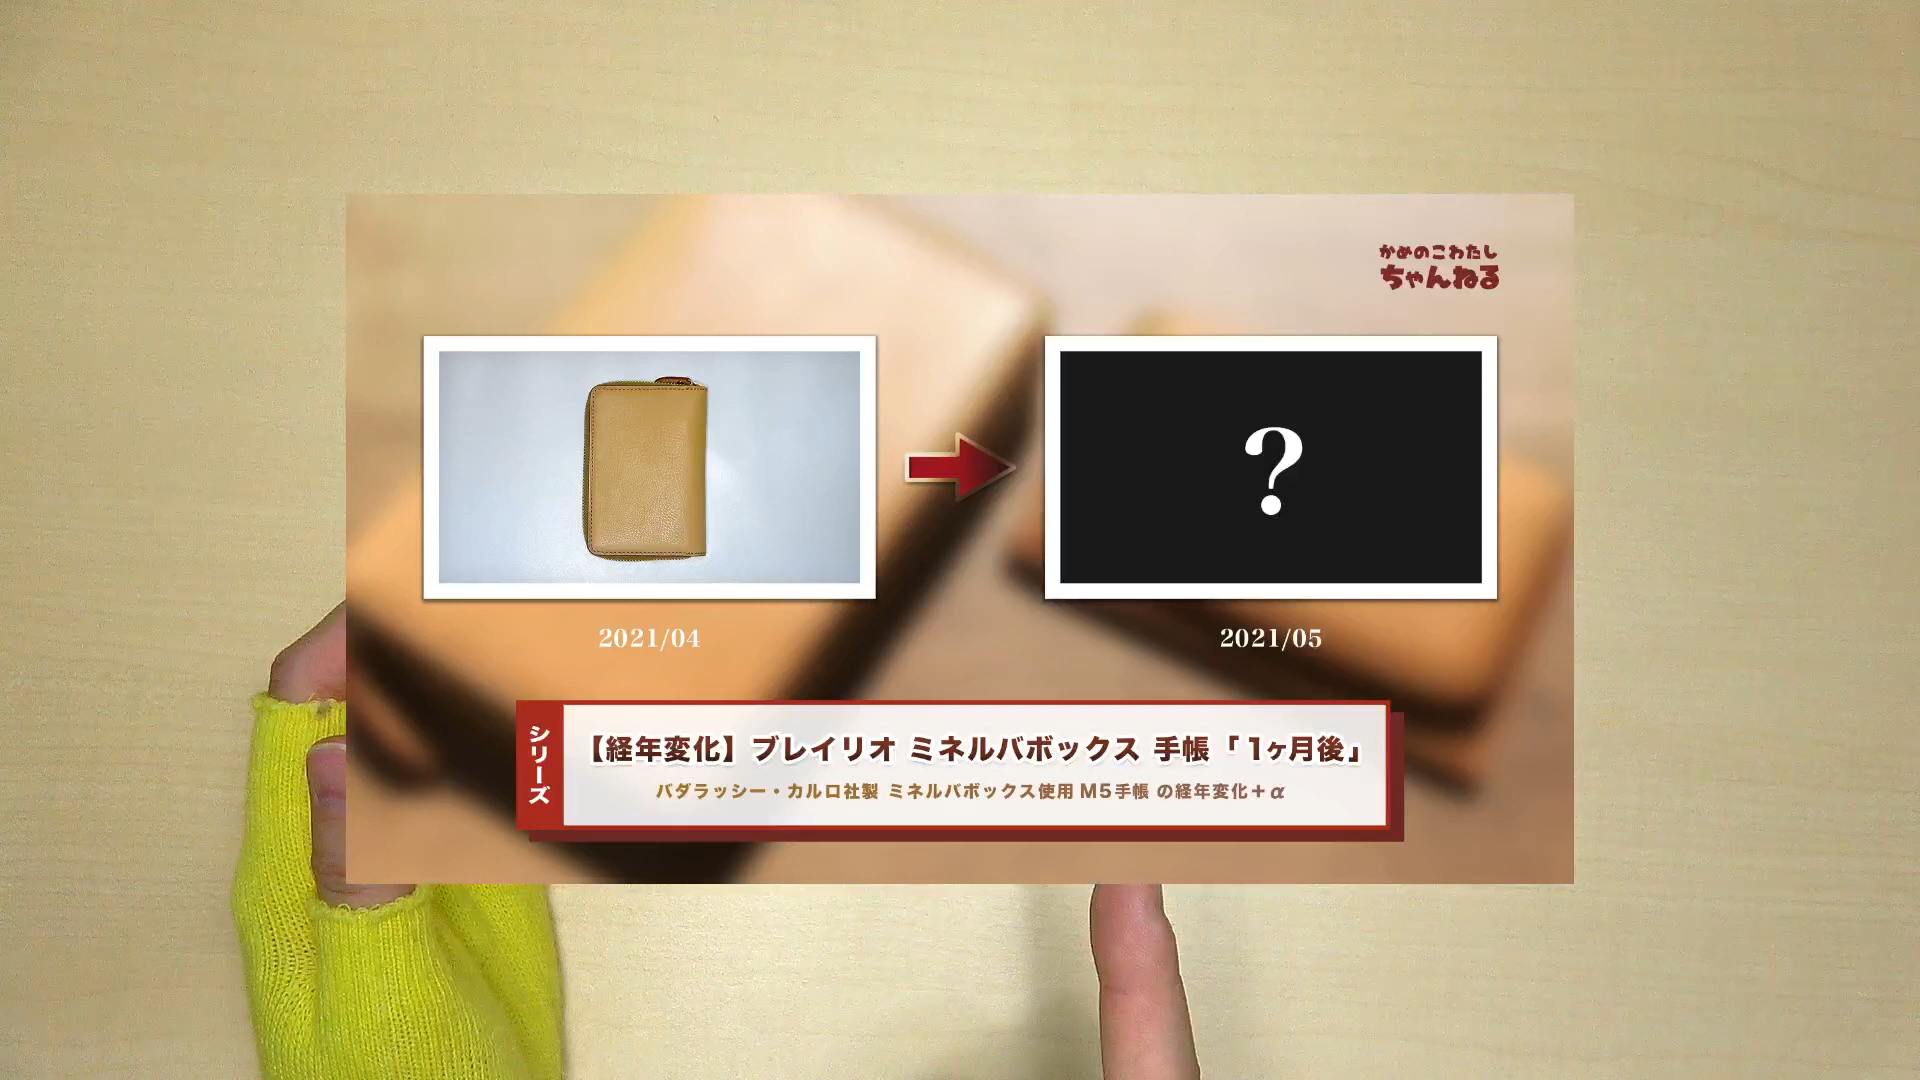 かめのこわたし
ちゃんねる
?
2021/04
2021/05
シリーズ
【経年変化】ブレイリオ ミネルバボックス 手帳「1ヶ月後」
バダラッシー・カルロ社製 ミネルバボックス使用 M5手帳 の経年変化+α